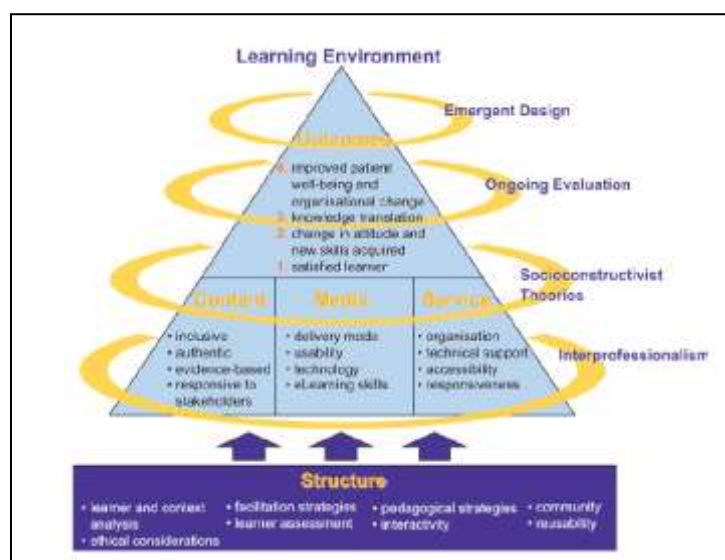 Learning Environment
Emergent Design
Outcomes
4. improved patient
well-being and
organisational change
Ongoing Evaluation
3. knowledge translation
2. change in attitude and
new skills acquired
1. satisfied learner
Socioconstructivist
Theories
Content
• inclusive
• authentic
• evidence-based
• responsive to
stakeholders
Media
• delivery mode
• usability
• technology
• eLearning skills
Service
• organisation
• technical support
• accessibility
• responsiveness
Interprofessionalism
Structure
• learner and context
analysis
• ethical considerations
• facilitation strategies
• learner assessment
• pedagogical strategies
• interactivity
• community
• reusability